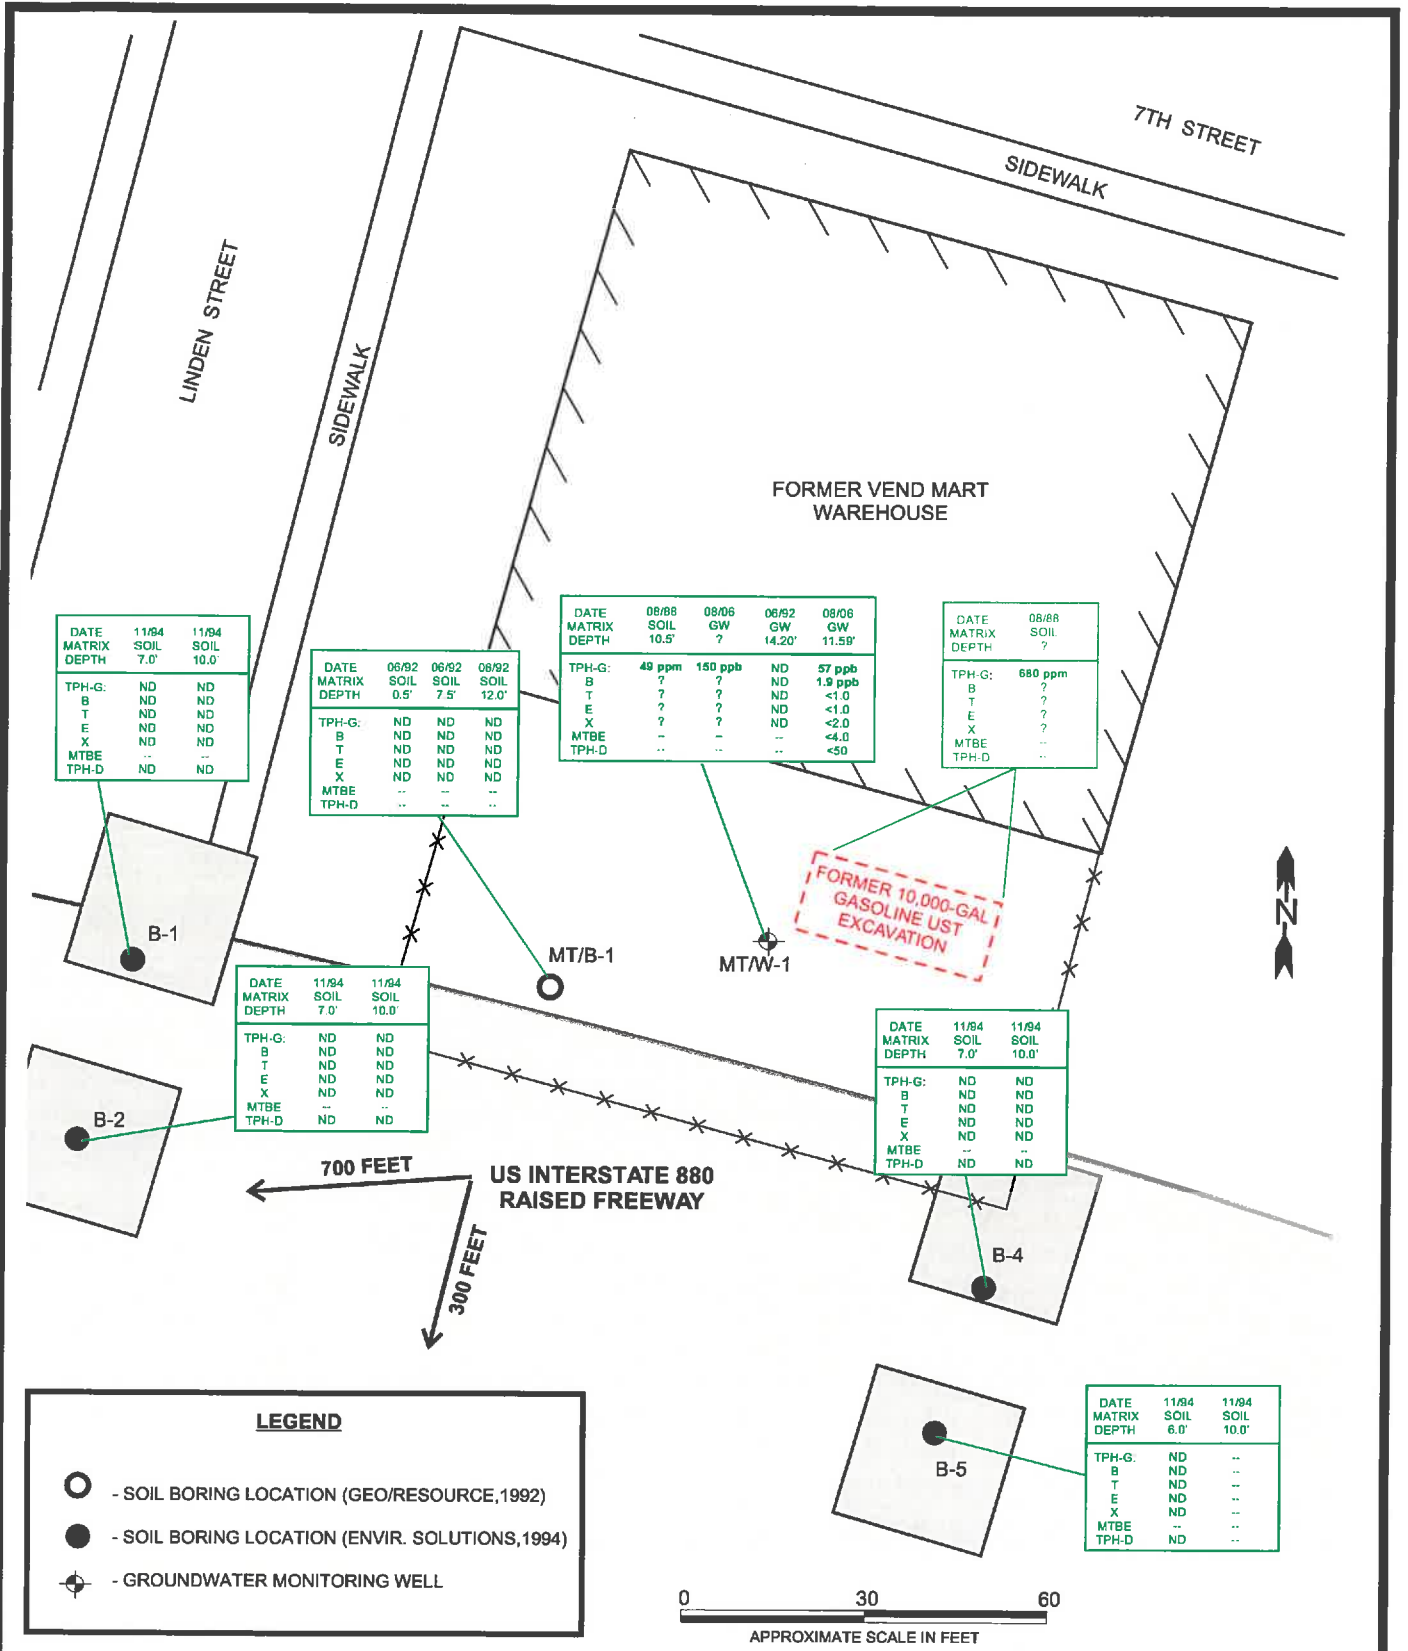 7TH STREET
SIDEWALK
LINDEN STREET
SIDEWALK
FORMER VEND MART
WAREHOUSE
DATE 11/94 11/94
MATRIX SOIL SOIL
DEPTH 7.0' 10.0'
TPH-G: ND ND
B ND ND
T ND ND
E ND ND
X ND ND
MTBE -- --
TPH-D ND ND
DATE 06/92 06/92 06/92
MATRIX SOIL SOIL SOIL
DEPTH 0.5' 7.5' 12.0'
TPH-G: ND ND ND
B ND ND ND
T ND ND ND
E ND ND ND
X ND ND ND
MTBE -- -- --
TPH-D -- -- --
DATE 08/88 08/06 06/92 08/06
MATRIX SOIL GW GW GW
DEPTH 10.5' ? 14.20' 11.59'
TPH-G: 49 ppm 150 ppb ND 57 ppb
B ? ? ND 1.9 ppb
T ? ? ND <1.0
E ? ? ND <1.0
X ? ? ND <2.0
MTBE -- -- -- <4.0
TPH-D -- -- -- <50
DATE 08/88
MATRIX SOIL
DEPTH ?
TPH-G: 680 ppm
B ?
T ?
E ?
X ?
MTBE --
TPH-D --
FORMER 10,000-GAL
GASOLINE UST
EXCAVATION
N
B-1
MT/B-1
MT/W-1
DATE 11/94 11/94
MATRIX SOIL SOIL
DEPTH 7.0' 10.0'
TPH-G: ND ND
B ND ND
T ND ND
E ND ND
X ND ND
MTBE -- --
TPH-D ND ND
B-2
DATE 11/94 11/94
MATRIX SOIL SOIL
DEPTH 7.0' 10.0'
TPH-G: ND ND
B ND ND
T ND ND
E ND ND
X ND ND
MTBE -- --
TPH-D ND ND
700 FEET
US INTERSTATE 880
RAISED FREEWAY
300 FEET
B-4
B-5
DATE 11/94 11/94
MATRIX SOIL SOIL
DEPTH 6.0' 10.0'
TPH-G: ND --
B ND --
T ND --
E ND --
X ND --
MTBE -- --
TPH-D ND --
LEGEND
- SOIL BORING LOCATION (GEO/RESOURCE,1992)
- SOIL BORING LOCATION (ENVIR. SOLUTIONS,1994)
- GROUNDWATER MONITORING WELL
0 30 60
APPROXIMATE SCALE IN FEET